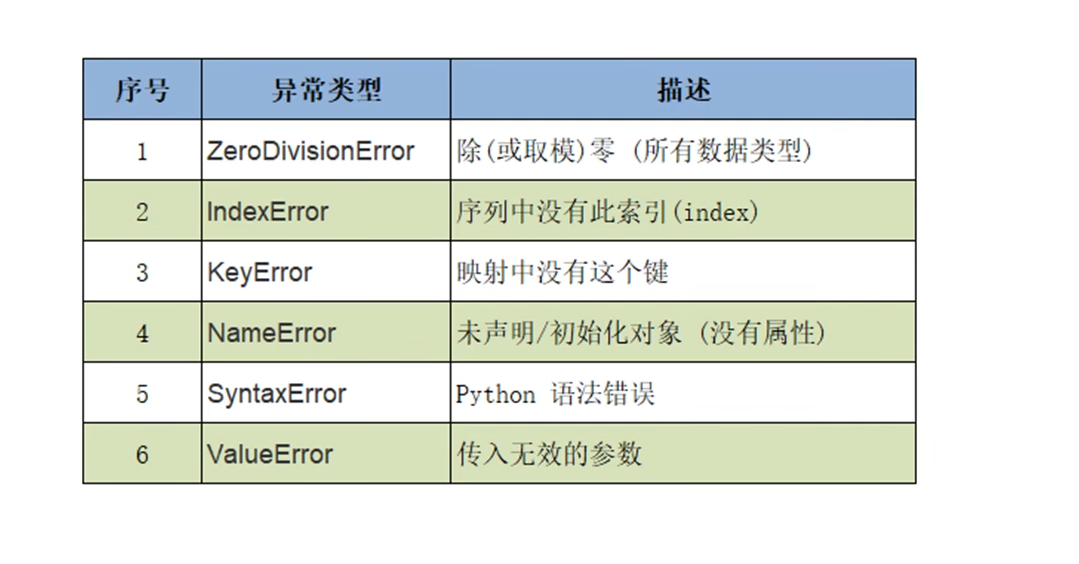 序号 异常类型 描述
1 ZeroDivisionError 除(或取模)零 (所有数据类型)
2 IndexError 序列中没有此索引(index)
3 KeyError 映射中没有这个键
4 NameError 未声明/初始化对象 (没有属性)
5 SyntaxError Python 语法错误
6 ValueError 传入无效的参数